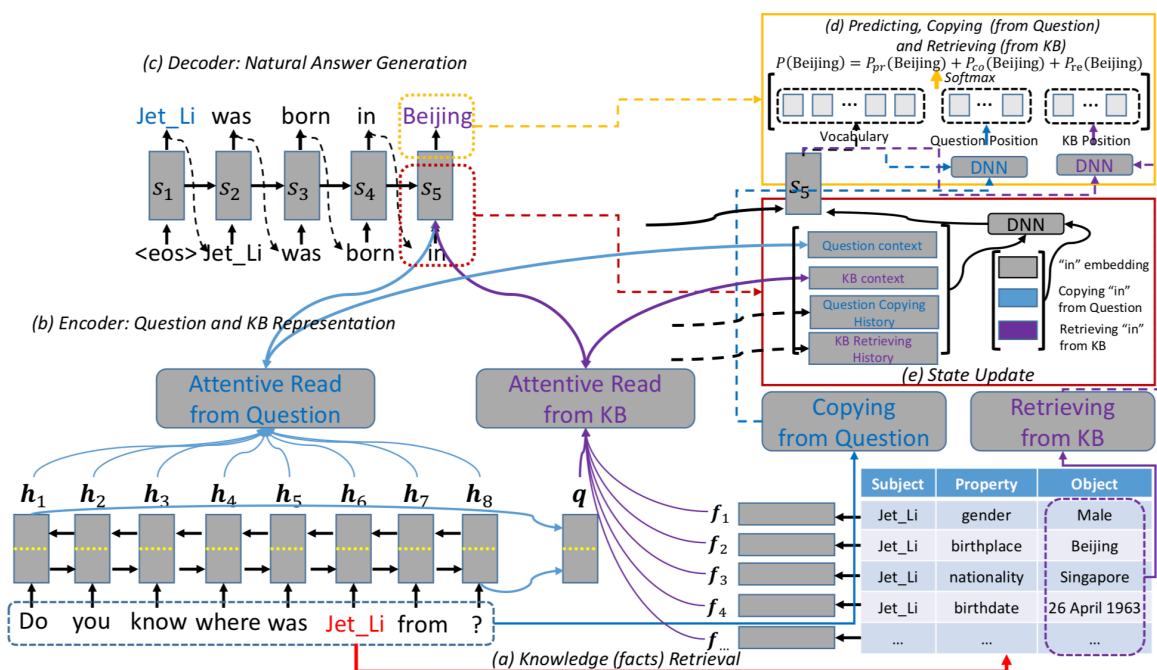 (c) Decoder: Natural Answer Generation
Jet_Li was born in Beijing
s1 s2 s3 s4 s5
<eos> Jet_Li was born in
(d) Predicting, Copying (from Question)
and Retrieving (from KB)
P(Beijing) = Ppr(Beijing) + Pco(Beijing) + Pre(Beijing)
Softmax
Vocabulary Question Position KB Position
DNN DNN
s5
DNN
Question context
KB context
Question Copying
History
KB Retrieving
History
"in" embedding
Copying "in"
from Question
Retrieving "in"
from KB
(e) State Update
(b) Encoder: Question and KB Representation
Attentive Read
from Question
Attentive Read
from KB
Copying
from Question
Retrieving
from KB
h1 h2 h3 h4 h5 h6 h7 h8 q
Do you know where was Jet_Li from ?
f1
f2
f3
f4
f...
Subject Property Object
Jet_Li gender Male
Jet_Li birthplace Beijing
Jet_Li nationality Singapore
Jet_Li birthdate 26 April 1963
... ... ...
(a) Knowledge (facts) Retrieval